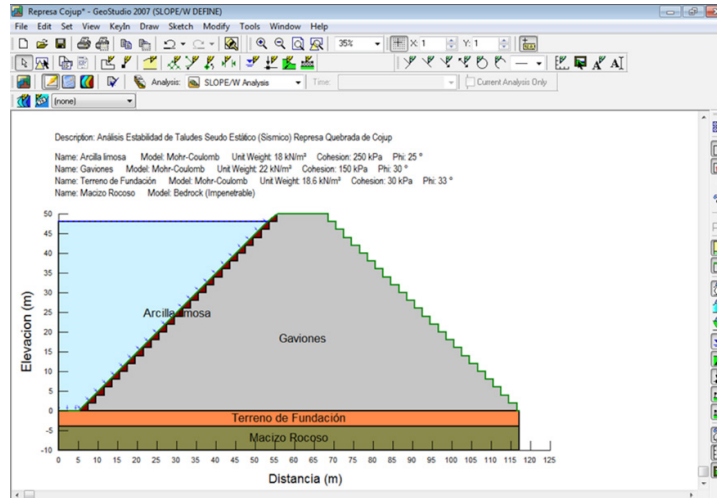 Represa Cojup* - GeoStudio 2007 (SLOPE/W DEFINE)
File Edit Set View KeyIn Draw Sketch Modify Tools Window Help
35% X: 1 Y: 1
Analysis: SLOPE/W Analysis Time: Current Analysis Only
(none)
Description: Análisis Estabilidad de Taludes Seudo Estático (Sismico) Represa Quebrada de Cojup
Name: Arcilla limosa Model: Mohr-Coulomb Unit Weight: 18 kN/m³ Cohesion: 250 kPa Phi: 25 °
Name: Gaviones Model: Mohr-Coulomb Unit Weight: 22 kN/m³ Cohesion: 150 kPa Phi: 30 °
Name: Terreno de Fundación Model: Mohr-Coulomb Unit Weight: 18.6 kN/m³ Cohesion: 30 kPa Phi: 33 °
Name: Macizo Rocoso Model: Bedrock (Impenetrable)
50
45
40
35
30
25
20
15
10
5
0
-5
-10
Elevacion (m)
Arcilla limosa
Gaviones
Terreno de Fundación
Macizo Rocoso
0 5 10 15 20 25 30 35 40 45 50 55 60 65 70 75 80 85 90 95 100 105 110 115 120 125
Distancia (m)